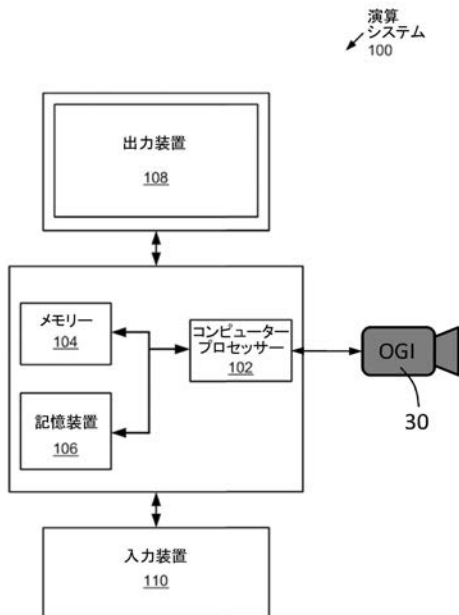 演算
システム
100
出力装置
108
メモリー
104
コンピューター
プロセッサー
102
記憶装置
106
OGI
30
入力装置
110